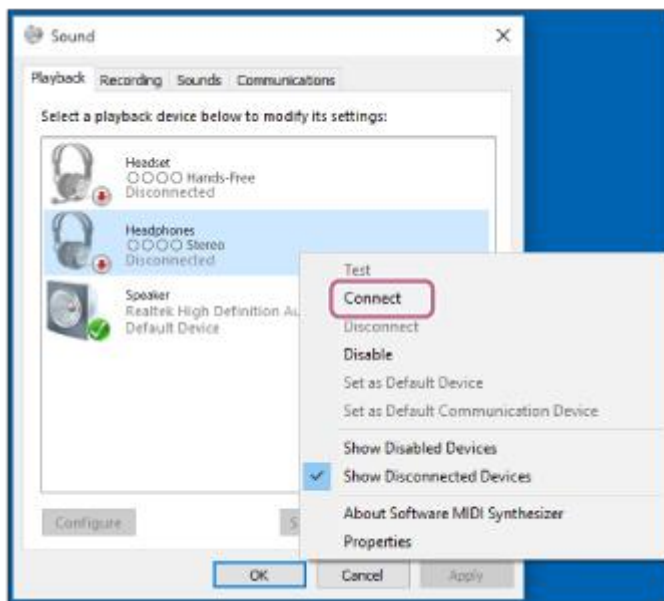 Sound
Playback Recording Sounds Communications
Select a playback device below to modify its settings:
Headset
○○○○ Hands-Free
Disconnected
Headphones
○○○○ Stereo
Disconnected
Speaker
Realtek High Definition Au
Default Device
Test
Connect
Disconnect
Disable
Set as Default Device
Set as Default Communication Device
Show Disabled Devices
Show Disconnected Devices
About Software MIDI Synthesizer
Properties
Configure S
OK Cancel Apply